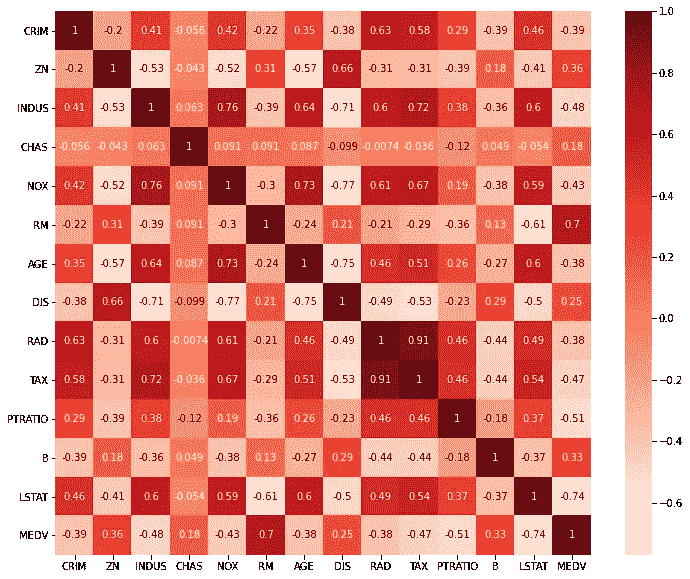 CRIM 1 -0.2 0.41 -0.056 0.42 -0.22 0.35 -0.38 0.63 0.58 0.29 -0.39 0.46 -0.39
ZN -0.2 1 -0.53 -0.043 -0.52 0.31 -0.57 0.66 -0.31 -0.31 -0.39 0.18 -0.41 0.36
INDUS 0.41 -0.53 1 0.063 0.76 -0.39 0.64 -0.71 0.6 0.72 0.38 -0.36 0.6 -0.48
CHAS -0.056 -0.043 0.063 1 0.091 0.091 0.087 -0.099 -0.0074 -0.036 -0.12 0.049 -0.054 0.18
NOX 0.42 -0.52 0.76 0.091 1 -0.3 0.73 -0.77 0.61 0.67 0.19 -0.38 0.59 -0.43
RM -0.22 0.31 -0.39 0.091 -0.3 1 -0.24 0.21 -0.21 -0.29 -0.36 0.13 -0.61 0.7
AGE 0.35 -0.57 0.64 0.087 0.73 -0.24 1 -0.75 0.46 0.51 0.26 -0.27 0.6 -0.38
DIS -0.38 0.66 -0.71 -0.099 -0.77 0.21 -0.75 1 -0.49 -0.53 -0.23 0.29 -0.5 0.25
RAD 0.63 -0.31 0.6 -0.0074 0.61 -0.21 0.46 -0.49 1 0.91 0.46 -0.44 0.49 -0.38
TAX 0.58 -0.31 0.72 -0.036 0.67 -0.29 0.51 -0.53 0.91 1 0.46 -0.44 0.54 -0.47
PTRATIO 0.29 -0.39 0.38 -0.12 0.19 -0.36 0.26 -0.23 0.46 0.46 1 -0.18 0.37 -0.51
B -0.39 0.18 -0.36 0.049 -0.38 0.13 -0.27 0.29 -0.44 -0.44 -0.18 1 -0.37 0.33
LSTAT 0.46 -0.41 0.6 -0.054 0.59 -0.61 0.6 -0.5 0.49 0.54 0.37 -0.37 1 -0.74
MEDV -0.39 0.36 -0.48 0.18 -0.43 0.7 -0.38 0.25 -0.38 -0.47 -0.51 0.33 -0.74 1
CRIM ZN INDUS CHAS NOX RM AGE DIS RAD TAX PTRATIO B LSTAT MEDV
1.0
0.8
0.6
0.4
0.2
0.0
−0.2
−0.4
−0.6